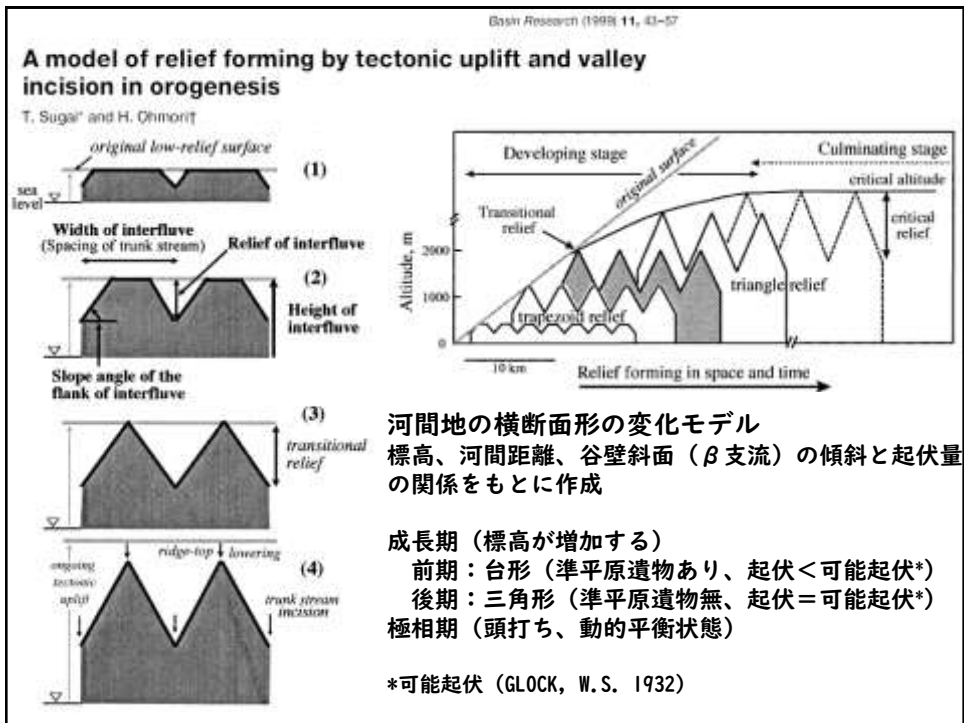 Basin Research (1999) 11, 43–57
A model of relief forming by tectonic uplift and valley
incision in orogenesis
T. Sugai* and H. Ohmori†
original low-relief surface
(1)
sea
level
Width of interfluve
(Spacing of trunk stream)
Relief of interfluve
(2)
Height of
interfluve
Slope angle of the
flank of interfluve
(3)
transitional
relief
ridge-top lowering
(4)
ongoing
tectonic
uplift
trunk stream
incision
Developing stage
Culminating stage
original surface
critical altitude
Transitional
relief
critical
relief
Altitude, m
2000
1000
0
triangle relief
trapezoid relief
10 km
Relief forming in space and time
河間地の横断面形の変化モデル
標高、河間距離、谷壁斜面（β支流）の傾斜と起伏量
の関係をもとに作成
成長期（標高が増加する）
前期：台形（準平原遺物あり、起伏＜可能起伏*）
後期：三角形（準平原遺物無、起伏＝可能起伏*）
極相期（頭打ち、動的平衡状態）
*可能起伏（GLOCK, W.S. 1932）